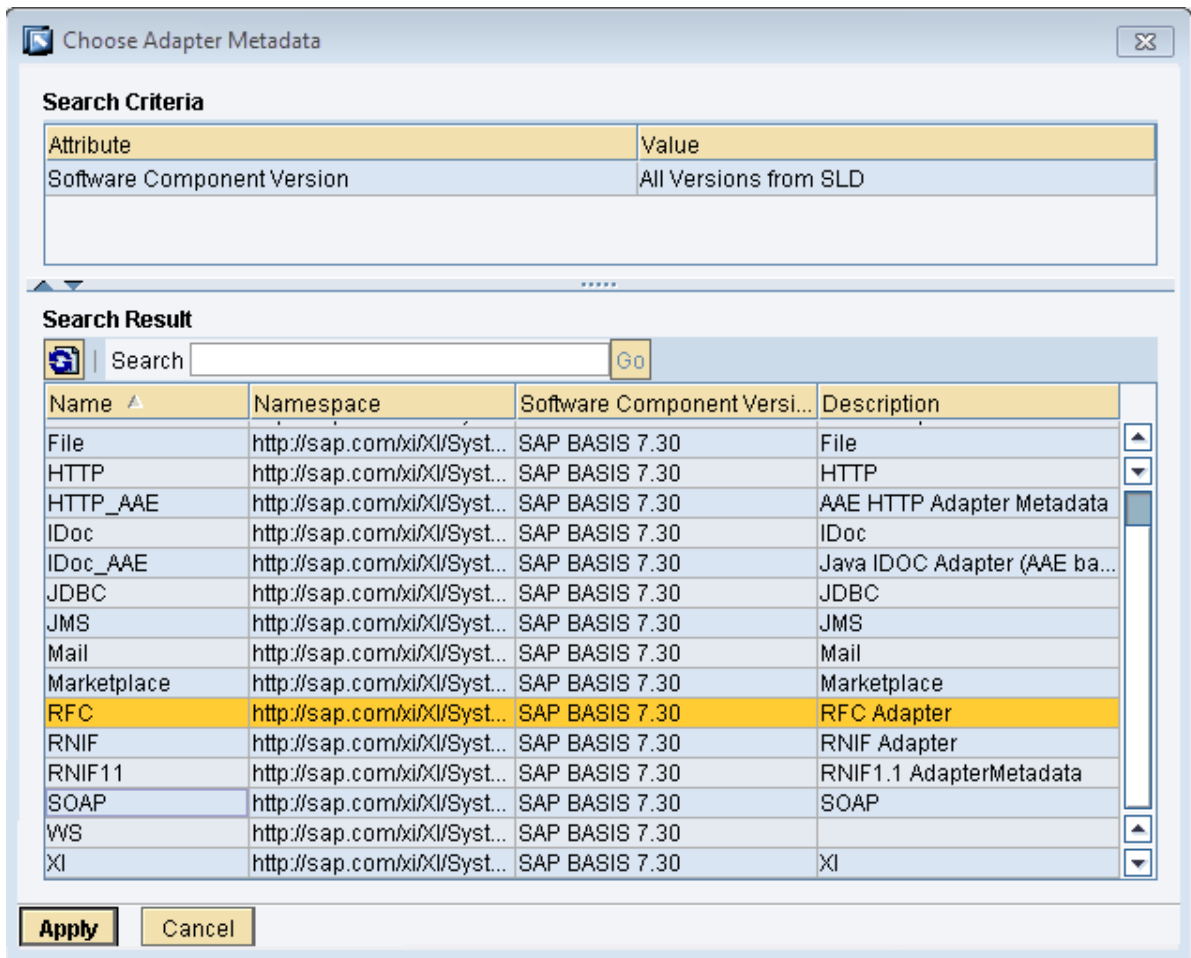 Choose Adapter Metadata
Search Criteria
Attribute Value
Software Component Version All Versions from SLD
Search Result
Search Go
Name Namespace Software Component Versi... Description
File http://sap.com/xi/XI/Syst... SAP BASIS 7.30 File
HTTP http://sap.com/xi/XI/Syst... SAP BASIS 7.30 HTTP
HTTP_AAE http://sap.com/xi/XI/Syst... SAP BASIS 7.30 AAE HTTP Adapter Metadata
IDoc http://sap.com/xi/XI/Syst... SAP BASIS 7.30 IDoc
IDoc_AAE http://sap.com/xi/XI/Syst... SAP BASIS 7.30 Java IDOC Adapter (AAE ba...
JDBC http://sap.com/xi/XI/Syst... SAP BASIS 7.30 JDBC
JMS http://sap.com/xi/XI/Syst... SAP BASIS 7.30 JMS
Mail http://sap.com/xi/XI/Syst... SAP BASIS 7.30 Mail
Marketplace http://sap.com/xi/XI/Syst... SAP BASIS 7.30 Marketplace
RFC http://sap.com/xi/XI/Syst... SAP BASIS 7.30 RFC Adapter
RNIF http://sap.com/xi/XI/Syst... SAP BASIS 7.30 RNIF Adapter
RNIF11 http://sap.com/xi/XI/Syst... SAP BASIS 7.30 RNIF1.1 AdapterMetadata
SOAP http://sap.com/xi/XI/Syst... SAP BASIS 7.30 SOAP
WS http://sap.com/xi/XI/Syst... SAP BASIS 7.30
XI http://sap.com/xi/XI/Syst... SAP BASIS 7.30 XI
Apply Cancel